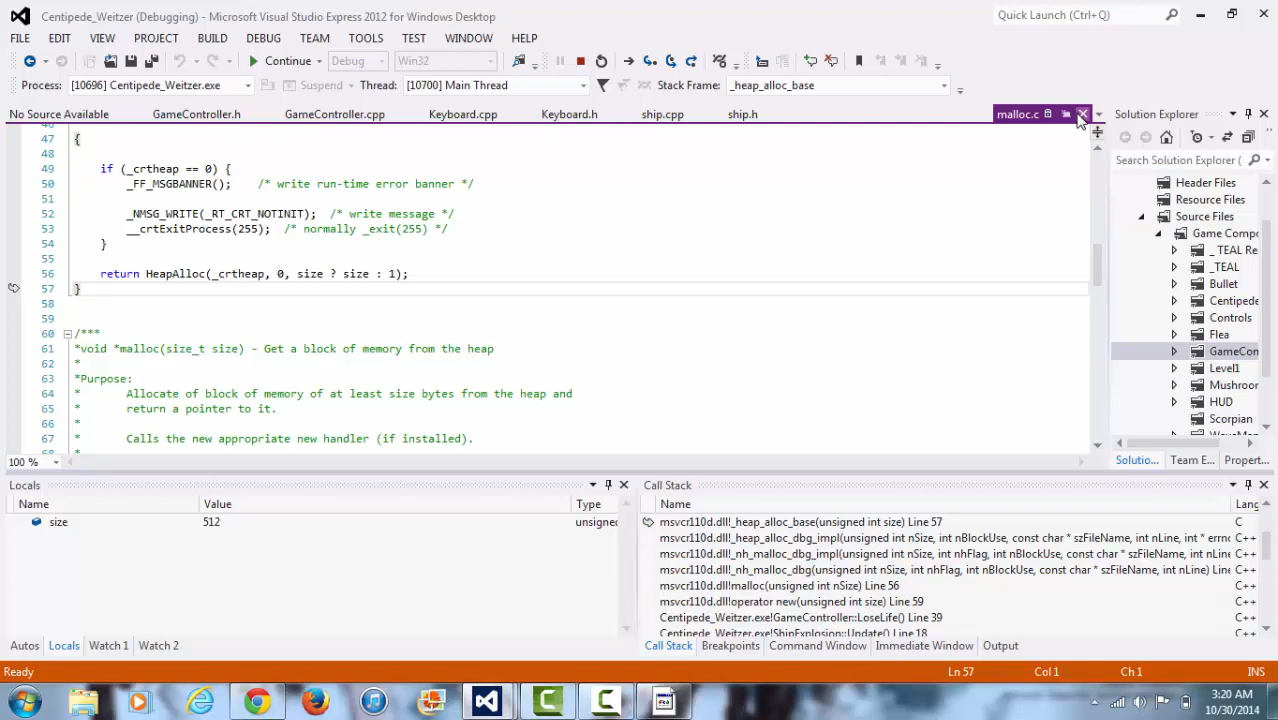 Centipede_Weitzer (Debugging) - Microsoft Visual Studio Express 2012 for Windows Desktop
Quick Launch (Ctrl+Q)
FILE EDIT VIEW PROJECT BUILD DEBUG TEAM TOOLS TEST WINDOW HELP
Continue Debug Win32
Process: [10696] Centipede_Weitzer.exe Suspend Thread: [10700] Main Thread Stack Frame: _heap_alloc_base
No Source Available GameController.h GameController.cpp Keyboard.cpp Keyboard.h ship.cpp ship.h malloc.c
47 {
48
49 if (_crtheap == 0) {
50 _FF_MSGBANNER(); /* write run-time error banner */
51
52 _NMSG_WRITE(_RT_CRT_NOTINIT); /* write message */
53 __crtExitProcess(255); /* normally _exit(255) */
54 }
55
56 return HeapAlloc(_crtheap, 0, size ? size : 1);
57 }
58
59
60 /***
61 *void *malloc(size_t size) - Get a block of memory from the heap
62 *
63 *Purpose:
64 * Allocate of block of memory of at least size bytes from the heap and
65 * return a pointer to it.
66 *
67 * Calls the new appropriate new handler (if installed).
100 %
Solution Explorer
Search Solution Explorer (
Header Files
Resource Files
Source Files
Game Compo
_TEAL Re
_TEAL
Bullet
Centipede
Controls
Flea
GameCon
Level1
Mushroom
HUD
Scorpian
Solutio... Team E... Propert...
Locals
Name Value Type
size 512 unsigned
Autos Locals Watch 1 Watch 2
Call Stack
Name Lang
msvcr110d.dll!_heap_alloc_base(unsigned int size) Line 57 C
msvcr110d.dll!_heap_alloc_dbg_impl(unsigned int nSize, int nBlockUse, const char * szFileName, int nLine, int * errno C++
msvcr110d.dll!_nh_malloc_dbg_impl(unsigned int nSize, int nhFlag, int nBlockUse, const char * szFileName, int nLine C++
msvcr110d.dll!_nh_malloc_dbg(unsigned int nSize, int nhFlag, int nBlockUse, const char * szFileName, int nLine) Line C++
msvcr110d.dll!malloc(unsigned int nSize) Line 56 C++
msvcr110d.dll!operator new(unsigned int size) Line 59 C++
Centipede_Weitzer.exe!GameController::LoseLife() Line 39 C++
Centipede_Weitzer.exe!ShipExplosion::Update() Line 18 C++
Call Stack Breakpoints Command Window Immediate Window Output
Ready Ln 57 Col 1 Ch 1 INS
3:20 AM
10/30/2014